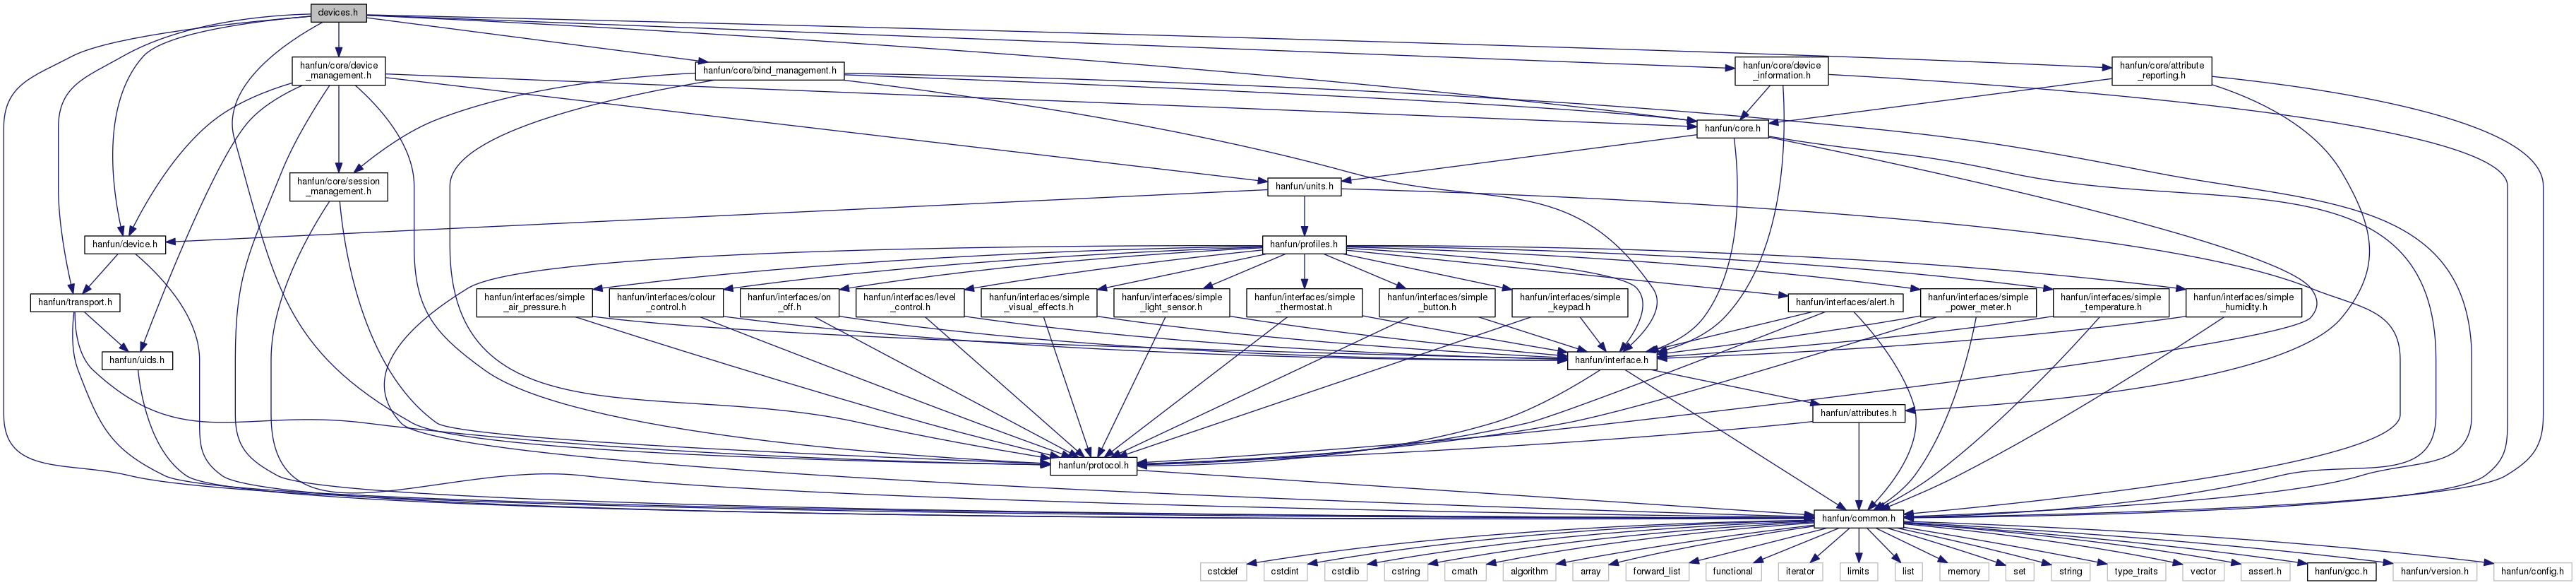 devices.h
hanfun/core/device
_management.h
hanfun/core/bind_management.h
hanfun/core/device
_information.h
hanfun/core/attribute
_reporting.h
hanfun/core.h
hanfun/core/session
_management.h
hanfun/units.h
hanfun/device.h
hanfun/profiles.h
hanfun/transport.h
hanfun/interfaces/simple
_air_pressure.h
hanfun/interfaces/colour
_control.h
hanfun/interfaces/on
_off.h
hanfun/interfaces/level
_control.h
hanfun/interfaces/simple
_visual_effects.h
hanfun/interfaces/simple
_light_sensor.h
hanfun/interfaces/simple
_thermostat.h
hanfun/interfaces/simple
_button.h
hanfun/interfaces/simple
_keypad.h
hanfun/interfaces/alert.h
hanfun/interfaces/simple
_power_meter.h
hanfun/interfaces/simple
_temperature.h
hanfun/interfaces/simple
_humidity.h
hanfun/uids.h
hanfun/interface.h
hanfun/attributes.h
hanfun/protocol.h
hanfun/common.h
cstddef
cstdint
cstdlib
cstring
cmath
algorithm
array
forward_list
functional
iterator
limits
list
memory
set
string
type_traits
vector
assert.h
hanfun/gcc.h
hanfun/version.h
hanfun/config.h